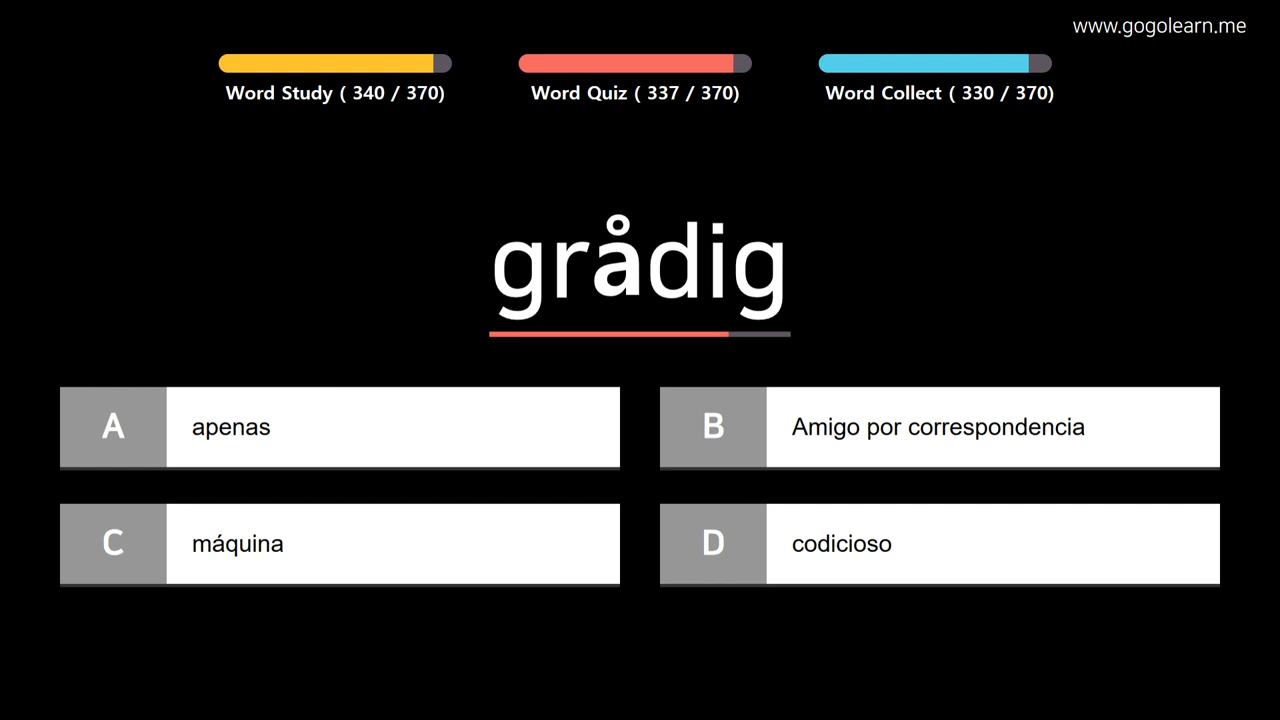 www.gogolearn.me
Word Study ( 340 / 370)
Word Quiz ( 337 / 370)
Word Collect ( 330 / 370)
grådig
A apenas
B Amigo por correspondencia
C máquina
D codicioso